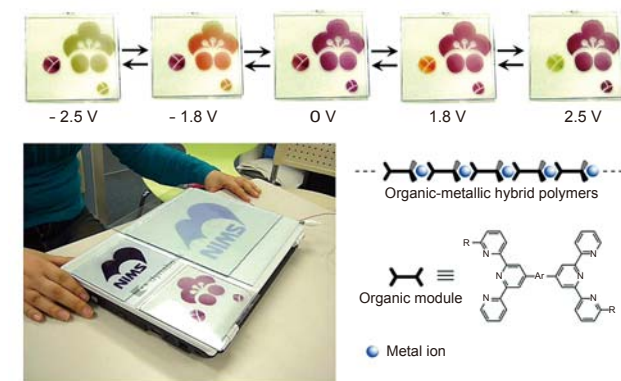 - 2.5 V
- 1.8 V
0 V
1.8 V
2.5 V
NIMS
NIMS
Organic-metallic hybrid polymers
R
N
N
N
Ar
N
N
N
R
Organic module
Metal ion